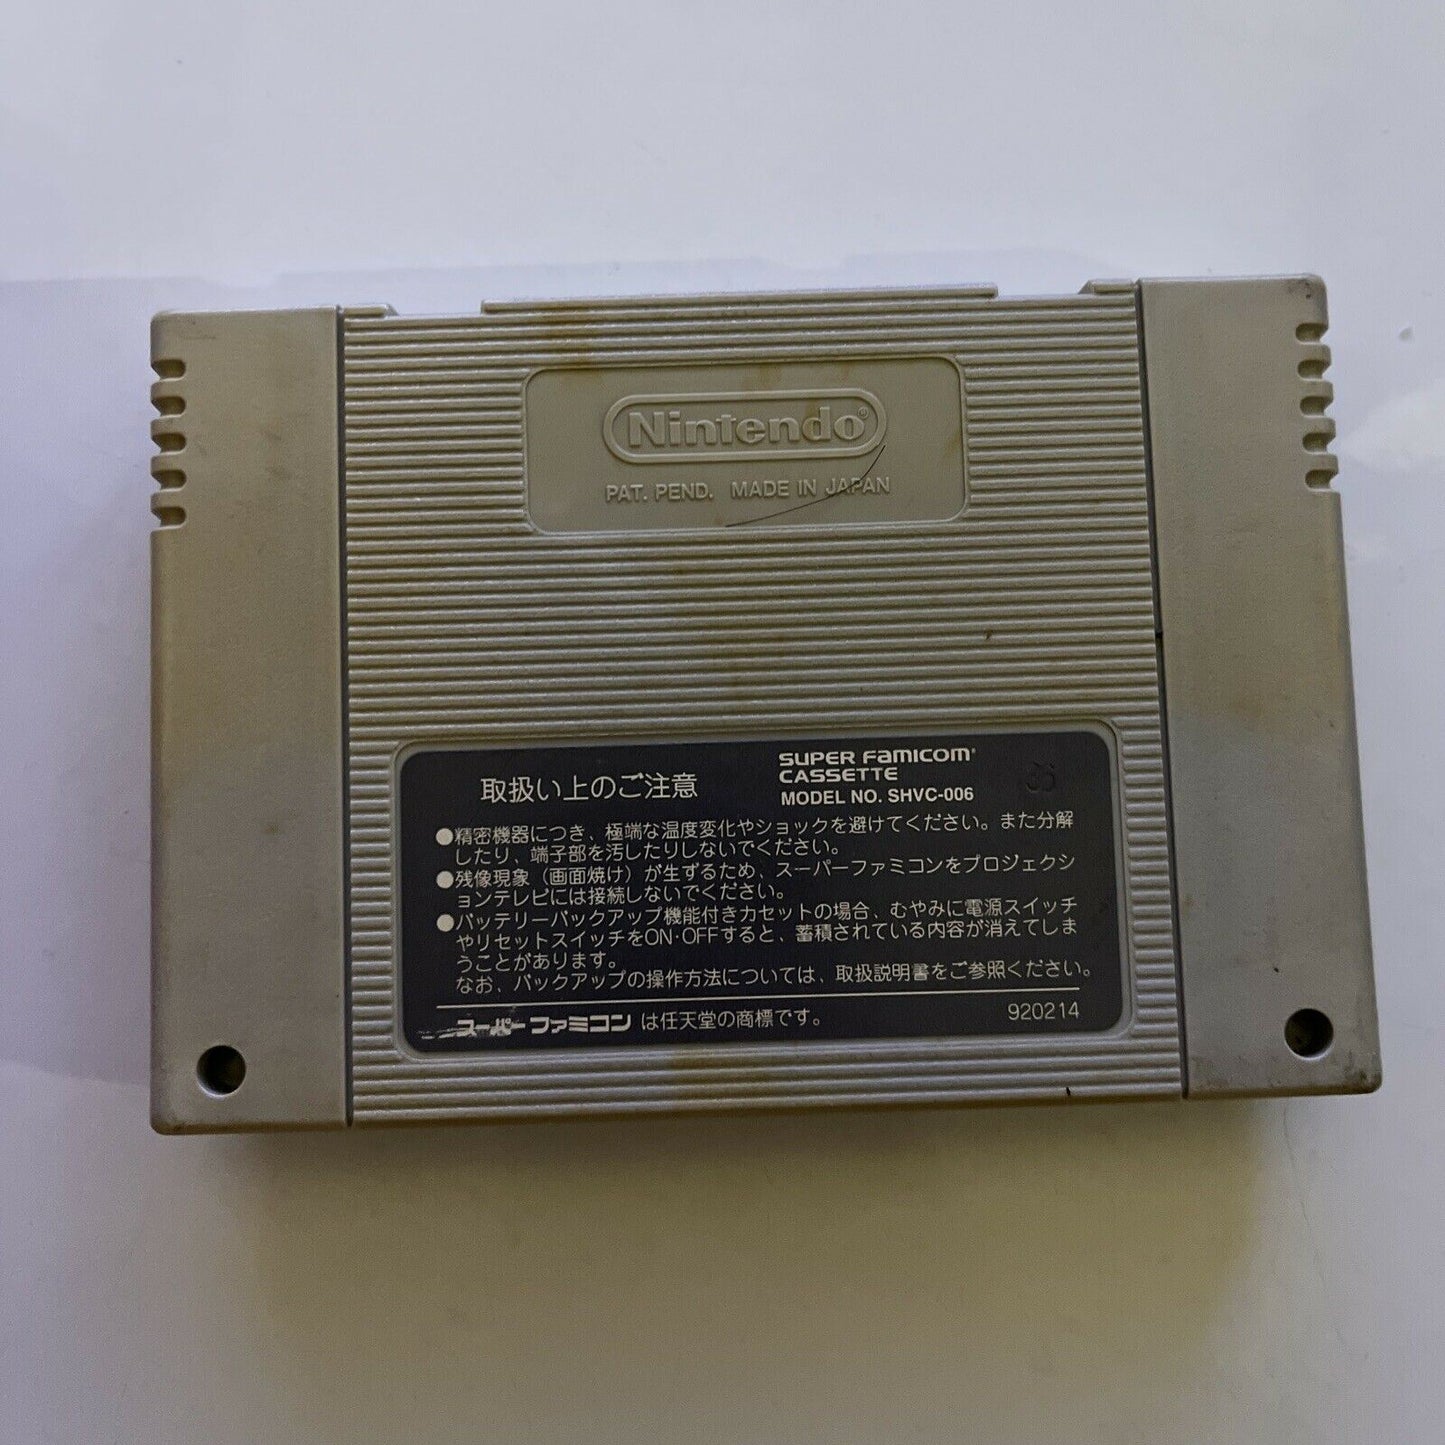 Nintendo®
PAT. PEND. MADE IN JAPAN
取扱い上のご注意
SUPER FAMICOM
CASSETTE
MODEL NO. SHVC-006
36
●精密機器につき、極端な温度変化やショックを避けてください。また分解
したり、端子部を汚したりしないでください。
●残像現象(画面焼け)が生ずるため、スーパーファミコンをプロジェクシ
ョンテレビには接続しないでください。
●バッテリーバックアップ機能付きカセットの場合、むやみに電源スイッチ
やリセットスイッチをON・OFFすると、蓄積されている内容が消えてしま
うことがあります。
なお、バックアップの操作方法については、取扱説明書をご参照ください。
スーパーファミコン は任天堂の商標です。
920214